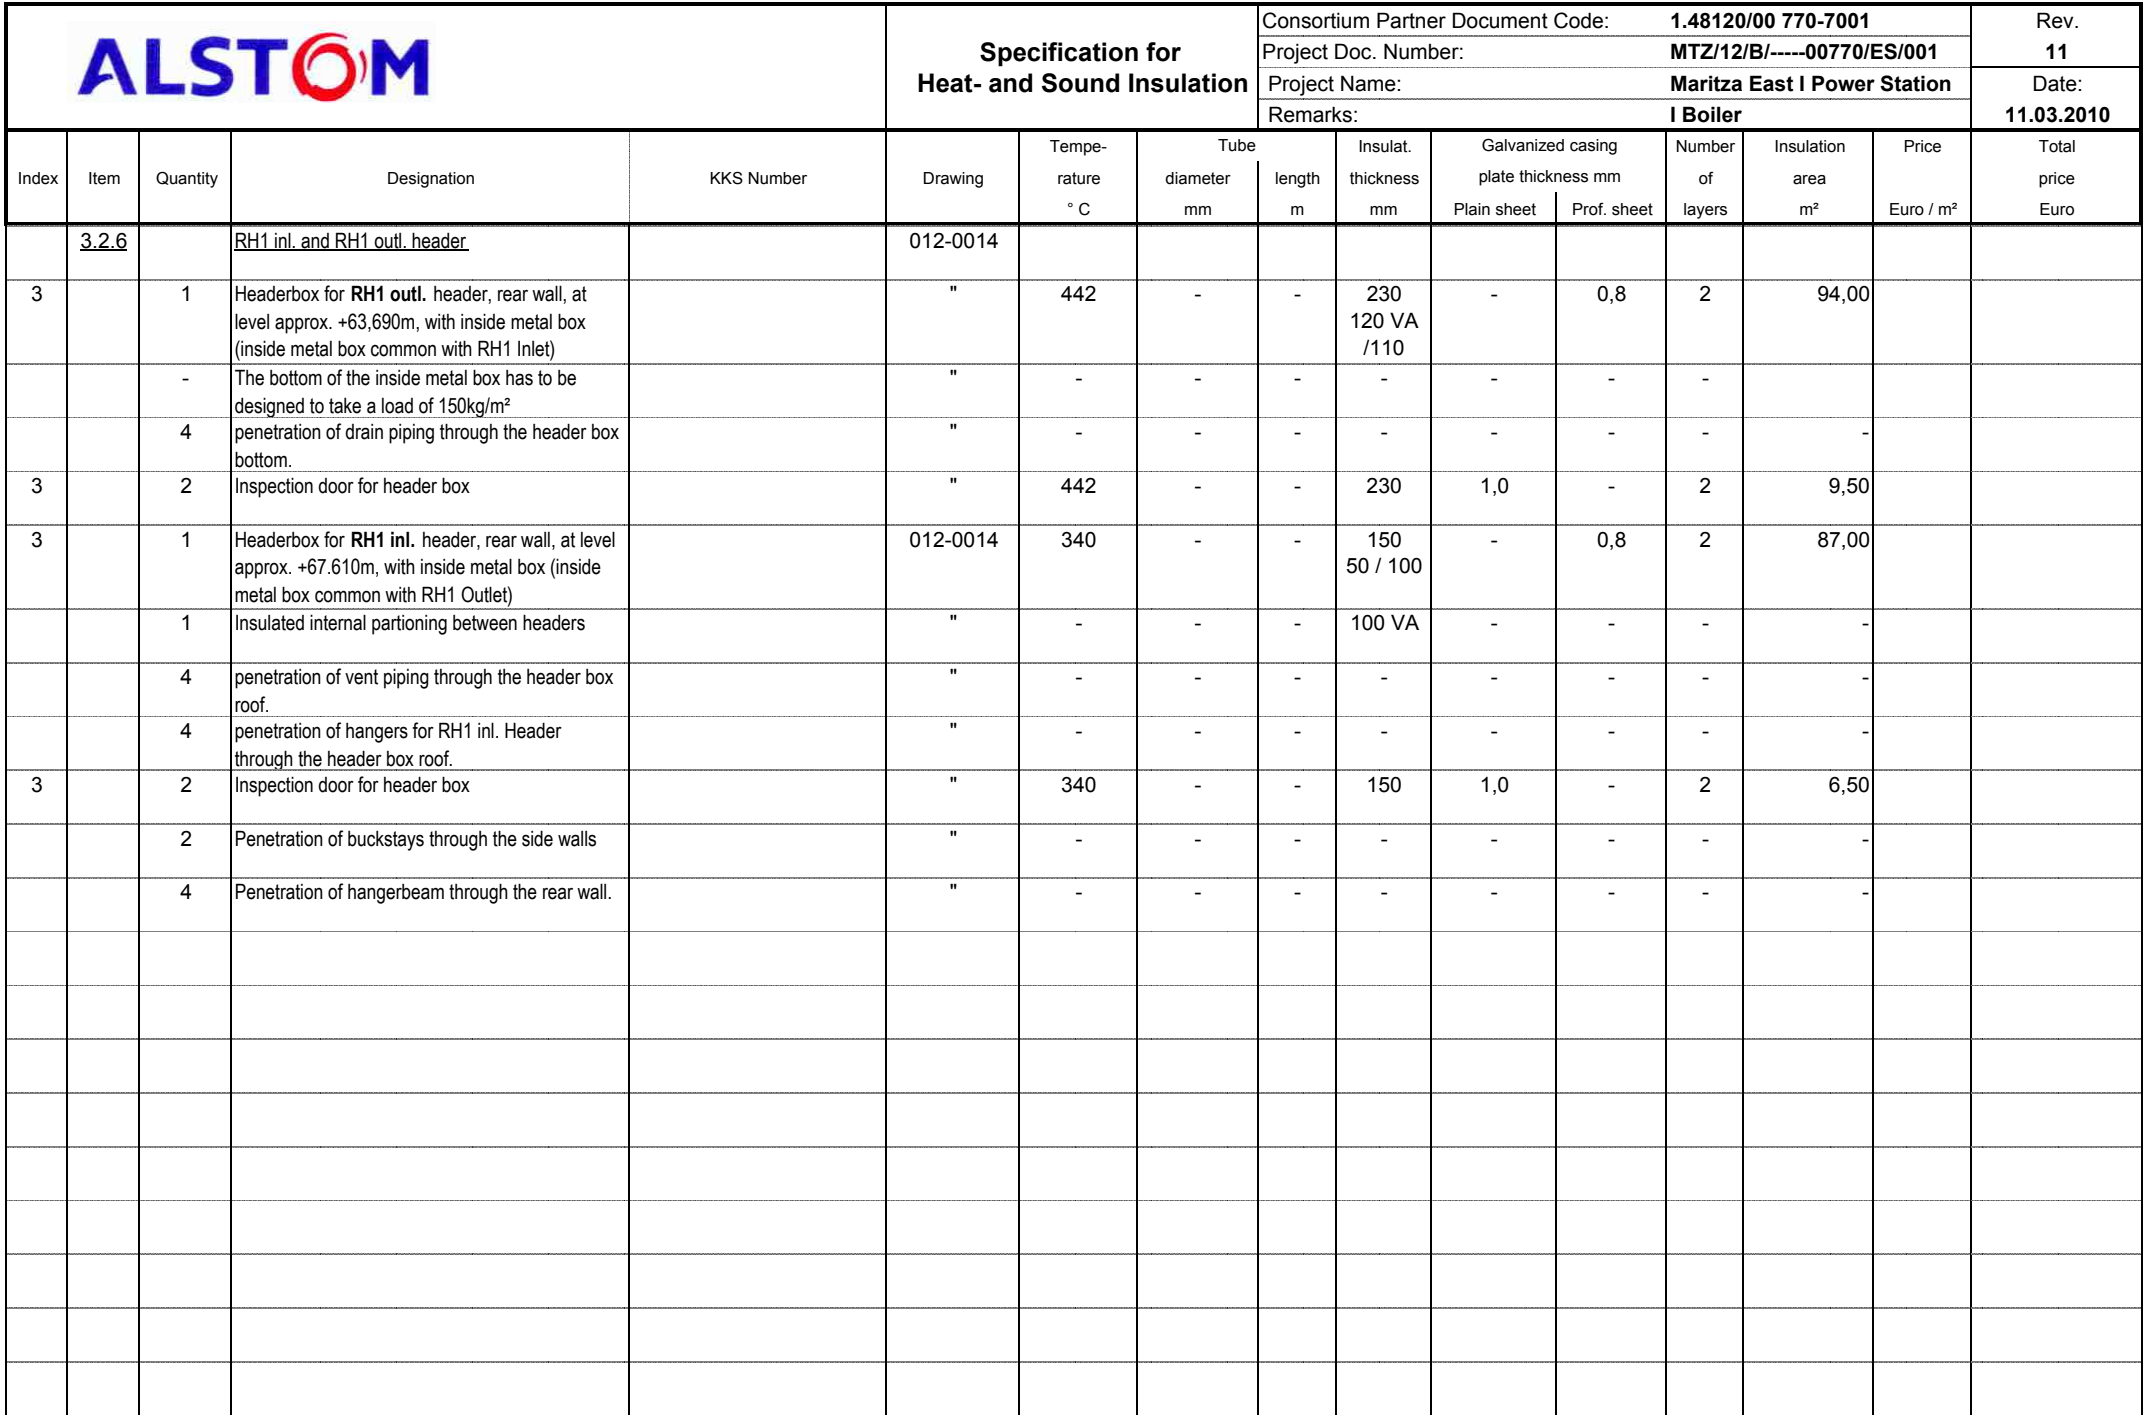 ALSTOM
Specification for
Heat- and Sound Insulation
Consortium Partner Document Code: 1.48120/00 770-7001
Project Doc. Number: MTZ/12/B/-----00770/ES/001
Project Name: Maritza East I Power Station
Remarks: I Boiler
Rev.
11
Date:
11.03.2010
Index Item Quantity Designation KKS Number Drawing
Tempe-
rature
° C
Tube
diameter length
mm m
Insulat.
thickness
mm
Galvanized casing
plate thickness mm
Plain sheet Prof. sheet
Number
of
layers
Insulation
area
m²
Price
Euro / m²
Total
price
Euro
3.2.6 RH1 inl. and RH1 outl. header 012-0014
3 1 Headerbox for RH1 outl. header, rear wall, at " 442 - - 230 - 0,8 2 94,00
level approx. +63,690m, with inside metal box 120 VA
(inside metal box common with RH1 Inlet) /110
- The bottom of the inside metal box has to be " - - - - - - -
designed to take a load of 150kg/m²
4 penetration of drain piping through the header box " - - - - - - - -
bottom.
3 2 Inspection door for header box " 442 - - 230 1,0 - 2 9,50
3 1 Headerbox for RH1 inl. header, rear wall, at level 012-0014 340 - - 150 - 0,8 2 87,00
approx. +67.610m, with inside metal box (inside 50 / 100
metal box common with RH1 Outlet)
1 Insulated internal partioning between headers " - - - 100 VA - - - -
4 penetration of vent piping through the header box " - - - - - - - -
roof.
4 penetration of hangers for RH1 inl. Header " - - - - - - - -
through the header box roof.
3 2 Inspection door for header box " 340 - - 150 1,0 - 2 6,50
2 Penetration of buckstays through the side walls " - - - - - - - -
4 Penetration of hangerbeam through the rear wall. " - - - - - - - -